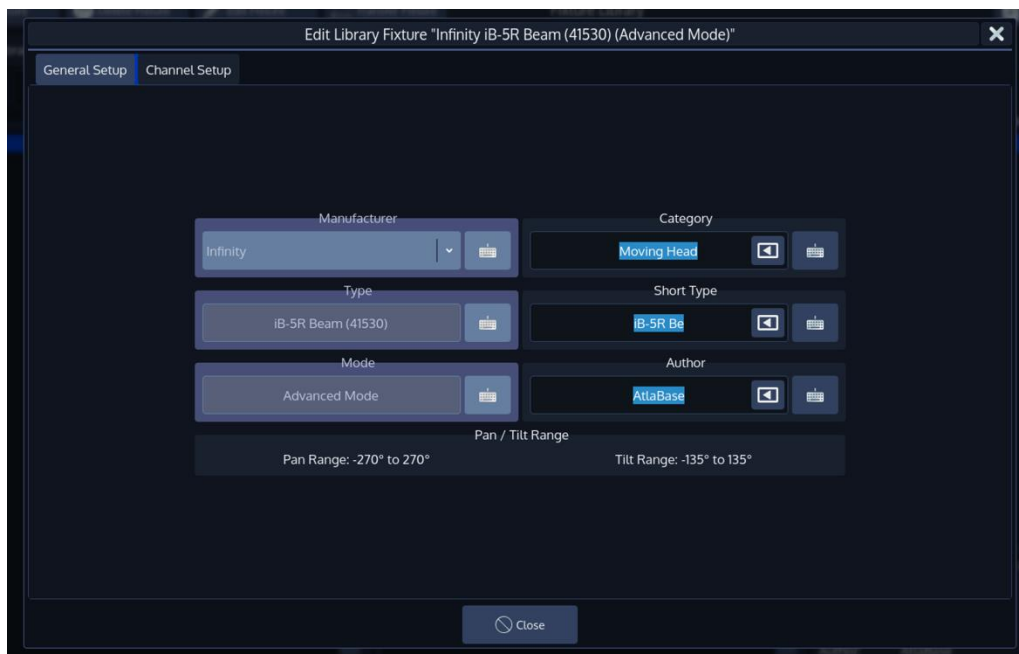 Edit Library Fixture "Infinity iB-5R Beam (41530) (Advanced Mode)"
General Setup Channel Setup
Manufacturer Category
Infinity Moving Head
Type Short Type
iB-5R Beam (41530) iB-5R Be
Mode Author
Advanced Mode AtlaBase
Pan / Tilt Range
Pan Range: -270° to 270° Tilt Range: -135° to 135°
Close